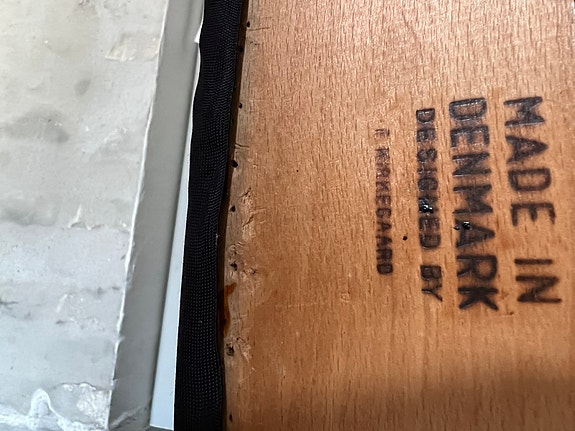 MADE IN
DENMARK
DESIGNED BY
T. KIRKEGAARD